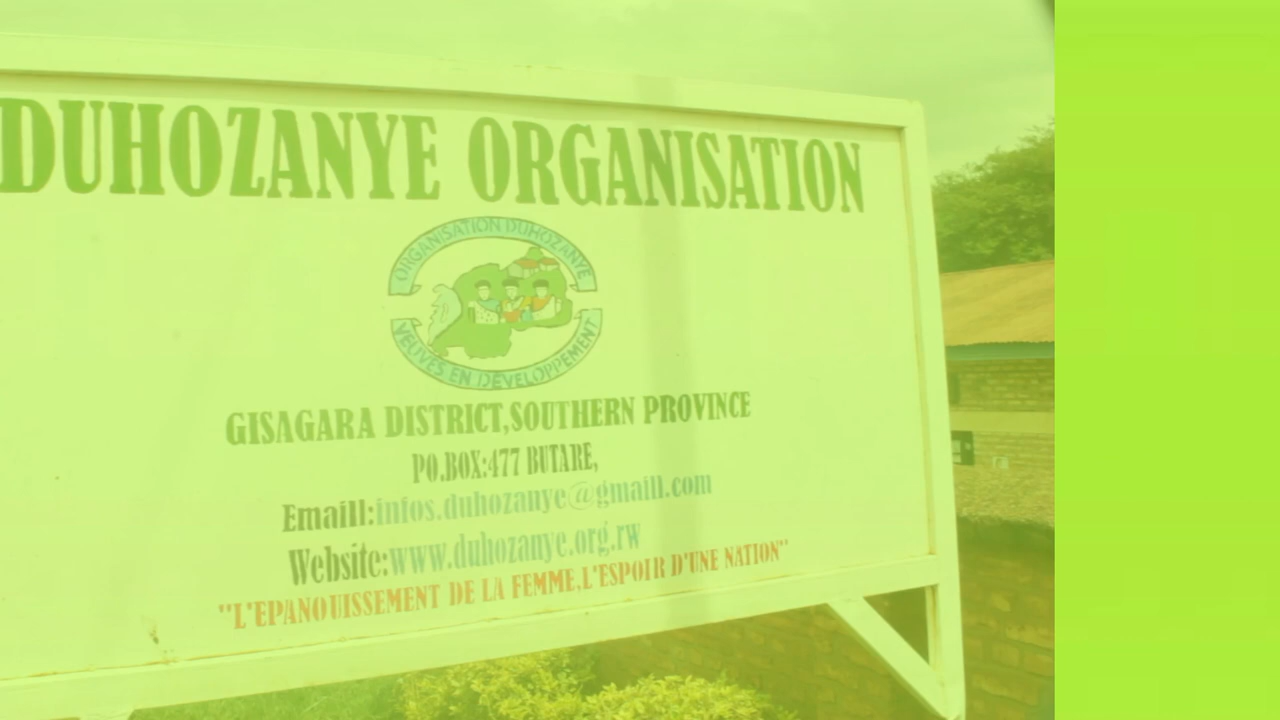 DUHOZANYE ORGANISATION
ORGANISATION DUHOZANYE
VEUVES EN DEVELOPPEMENT
GISAGARA DISTRICT,SOUTHERN PROVINCE
PO.BOX:477 BUTARE,
Emaill:infos.duhozanye@gmaill.com
Website:www.duhozanye.org.rw
"L'EPANOUISSEMENT DE LA FEMME,L'ESPOIR D'UNE NATION"